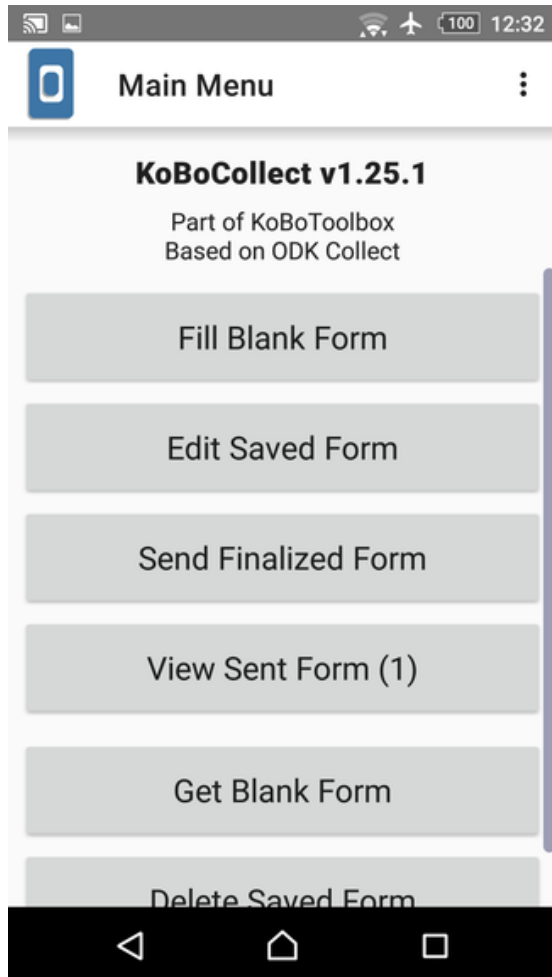 100 12:32
Main Menu
KoBoCollect v1.25.1
Part of KoBoToolbox
Based on ODK Collect
Fill Blank Form
Edit Saved Form
Send Finalized Form
View Sent Form (1)
Get Blank Form
Delete Saved Form